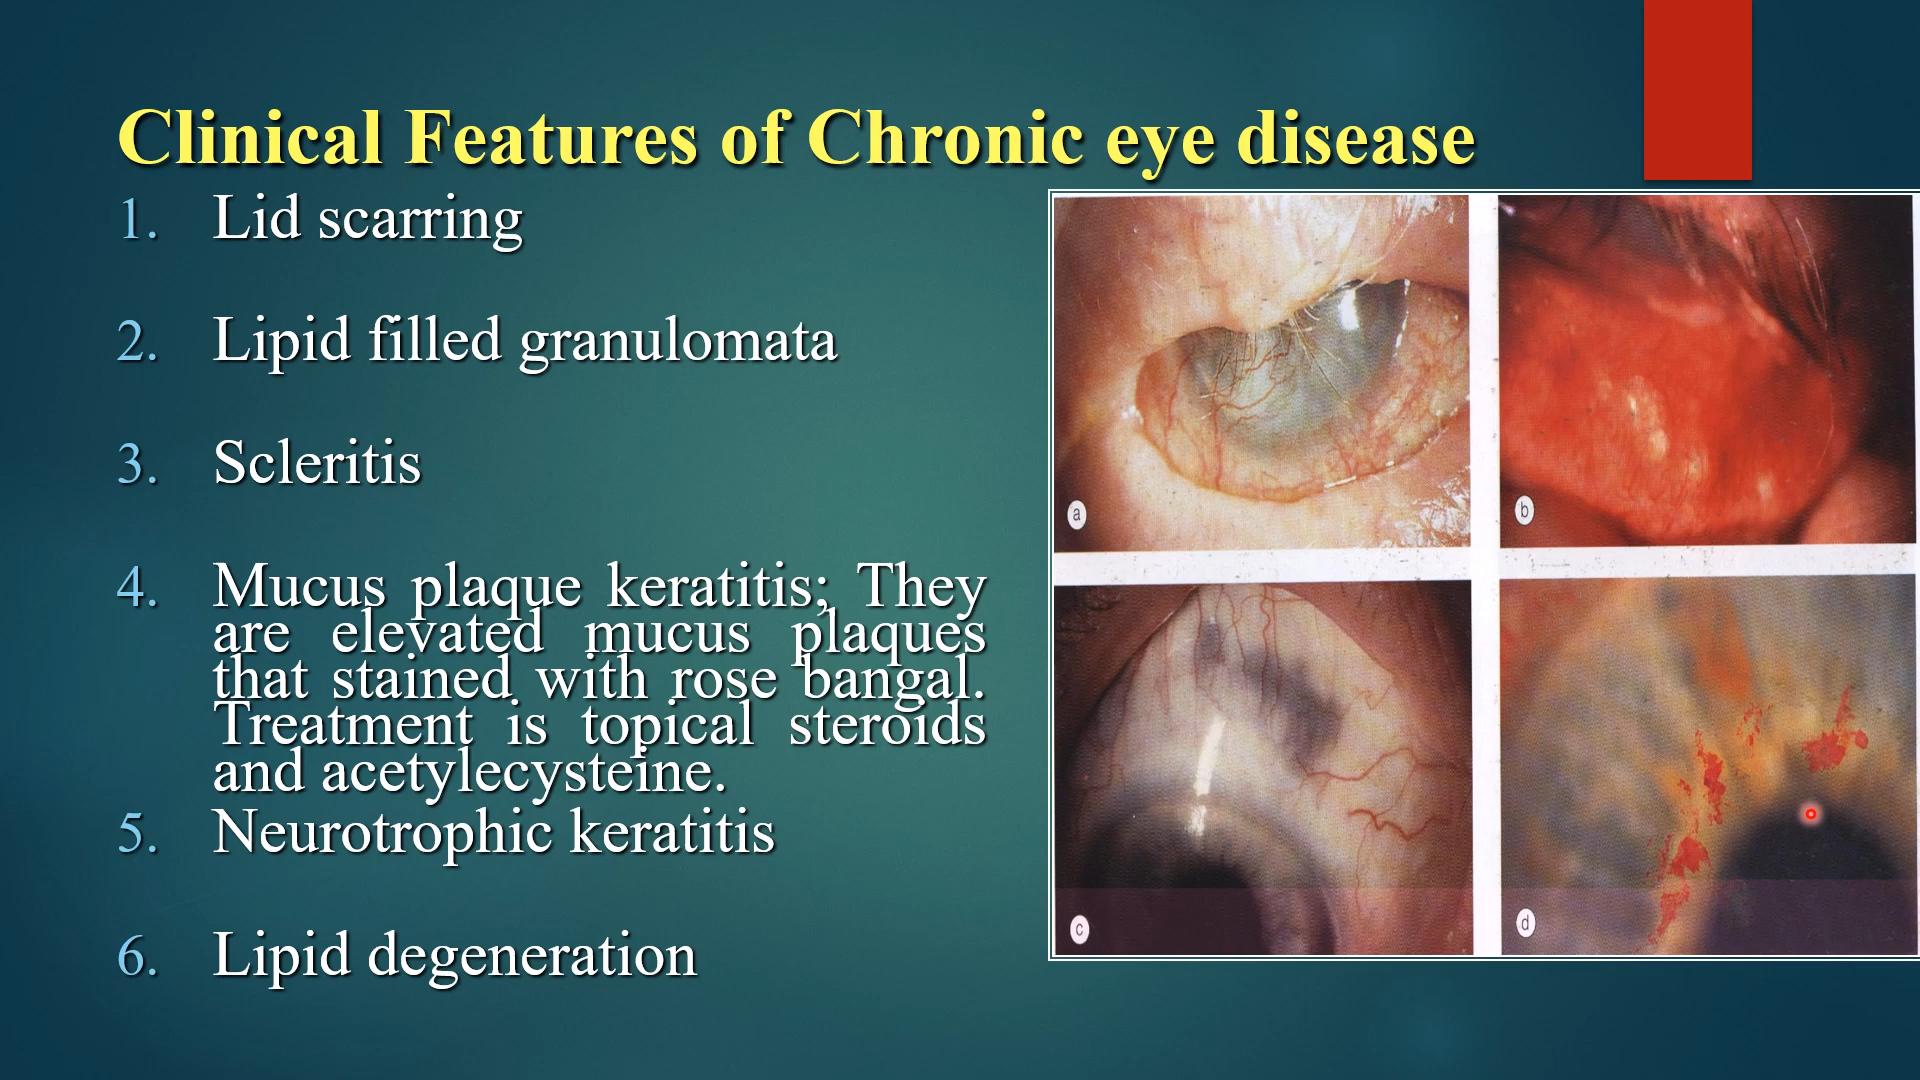 Clinical Features of Chronic eye disease
1. Lid scarring
2. Lipid filled granulomata
3. Scleritis
4. Mucus plaque keratitis; They
are elevated mucus plaques
that stained with rose bangal.
Treatment is topical steroids
and acetylecysteine.
5. Neurotrophic keratitis
6. Lipid degeneration
a
b
c
d